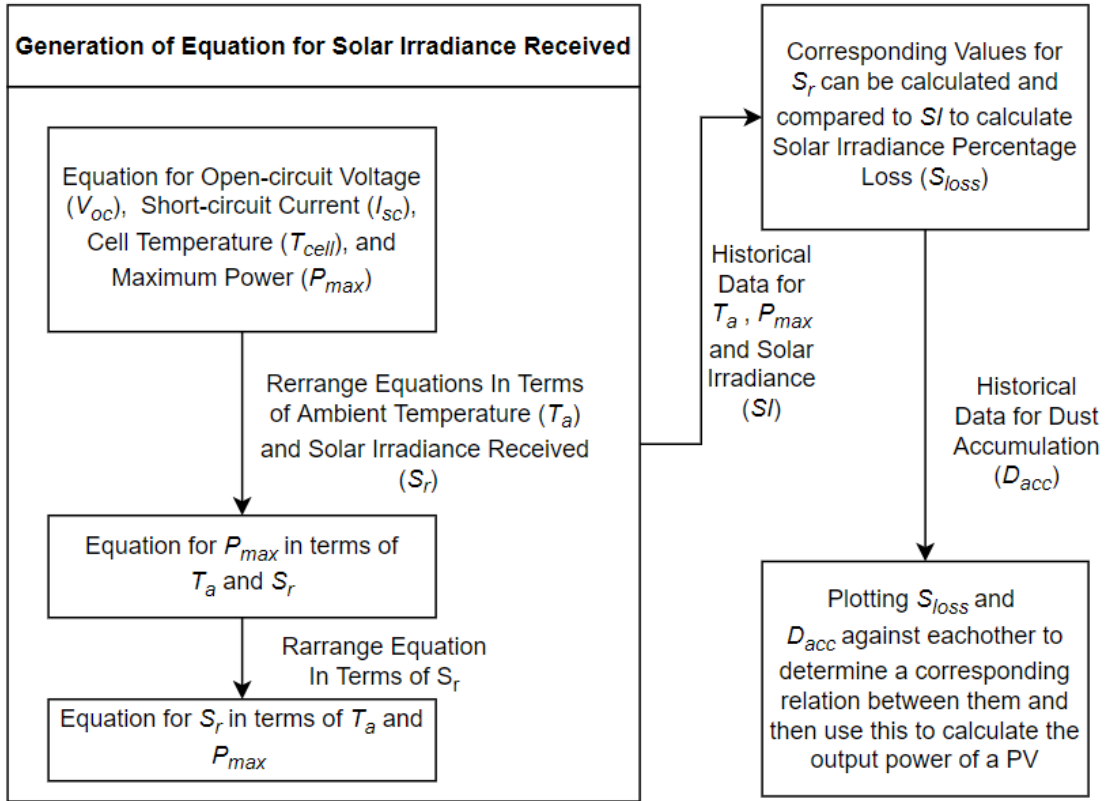 Generation of Equation for Solar Irradiance Received
Equation for Open-circuit Voltage
(Voc), Short-circuit Current (Isc),
Cell Temperature (Tcell), and
Maximum Power (Pmax)
Rerrange Equations In Terms
of Ambient Temperature (Ta)
and Solar Irradiance Received
(Sr)
Equation for Pmax in terms of
Ta and Sr
Rarrange Equation
In Terms of Sr
Equation for Sr in terms of Ta and
Pmax
Historical
Data for
Ta , Pmax
and Solar
Irradiance
(SI)
Corresponding Values for
Sr can be calculated and
compared to SI to calculate
Solar Irradiance Percentage
Loss (Sloss)
Historical
Data for Dust
Accumulation
(Dacc)
Plotting Sloss and
Dacc against eachother to
determine a corresponding
relation between them and
then use this to calculate the
output power of a PV